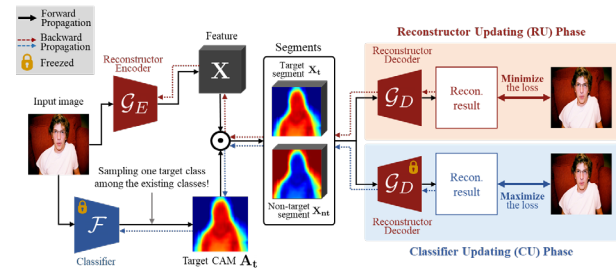 Forward
Propagation
Backward
Propagation
Freezed
Input image
Reconstructor
Encoder
G_E
Feature
X
Sampling one target class
among the existing classes!
F
Classifier
Target CAM A_t
Segments
Target
segment X_t
Non-target
segment X_nt
Reconstructor Updating (RU) Phase
Reconstructor
Decoder
G_D
Recon.
result
Minimize
the loss
G_D
Recon.
result
Maximize
the loss
Reconstructor
Decoder
Classifier Updating (CU) Phase